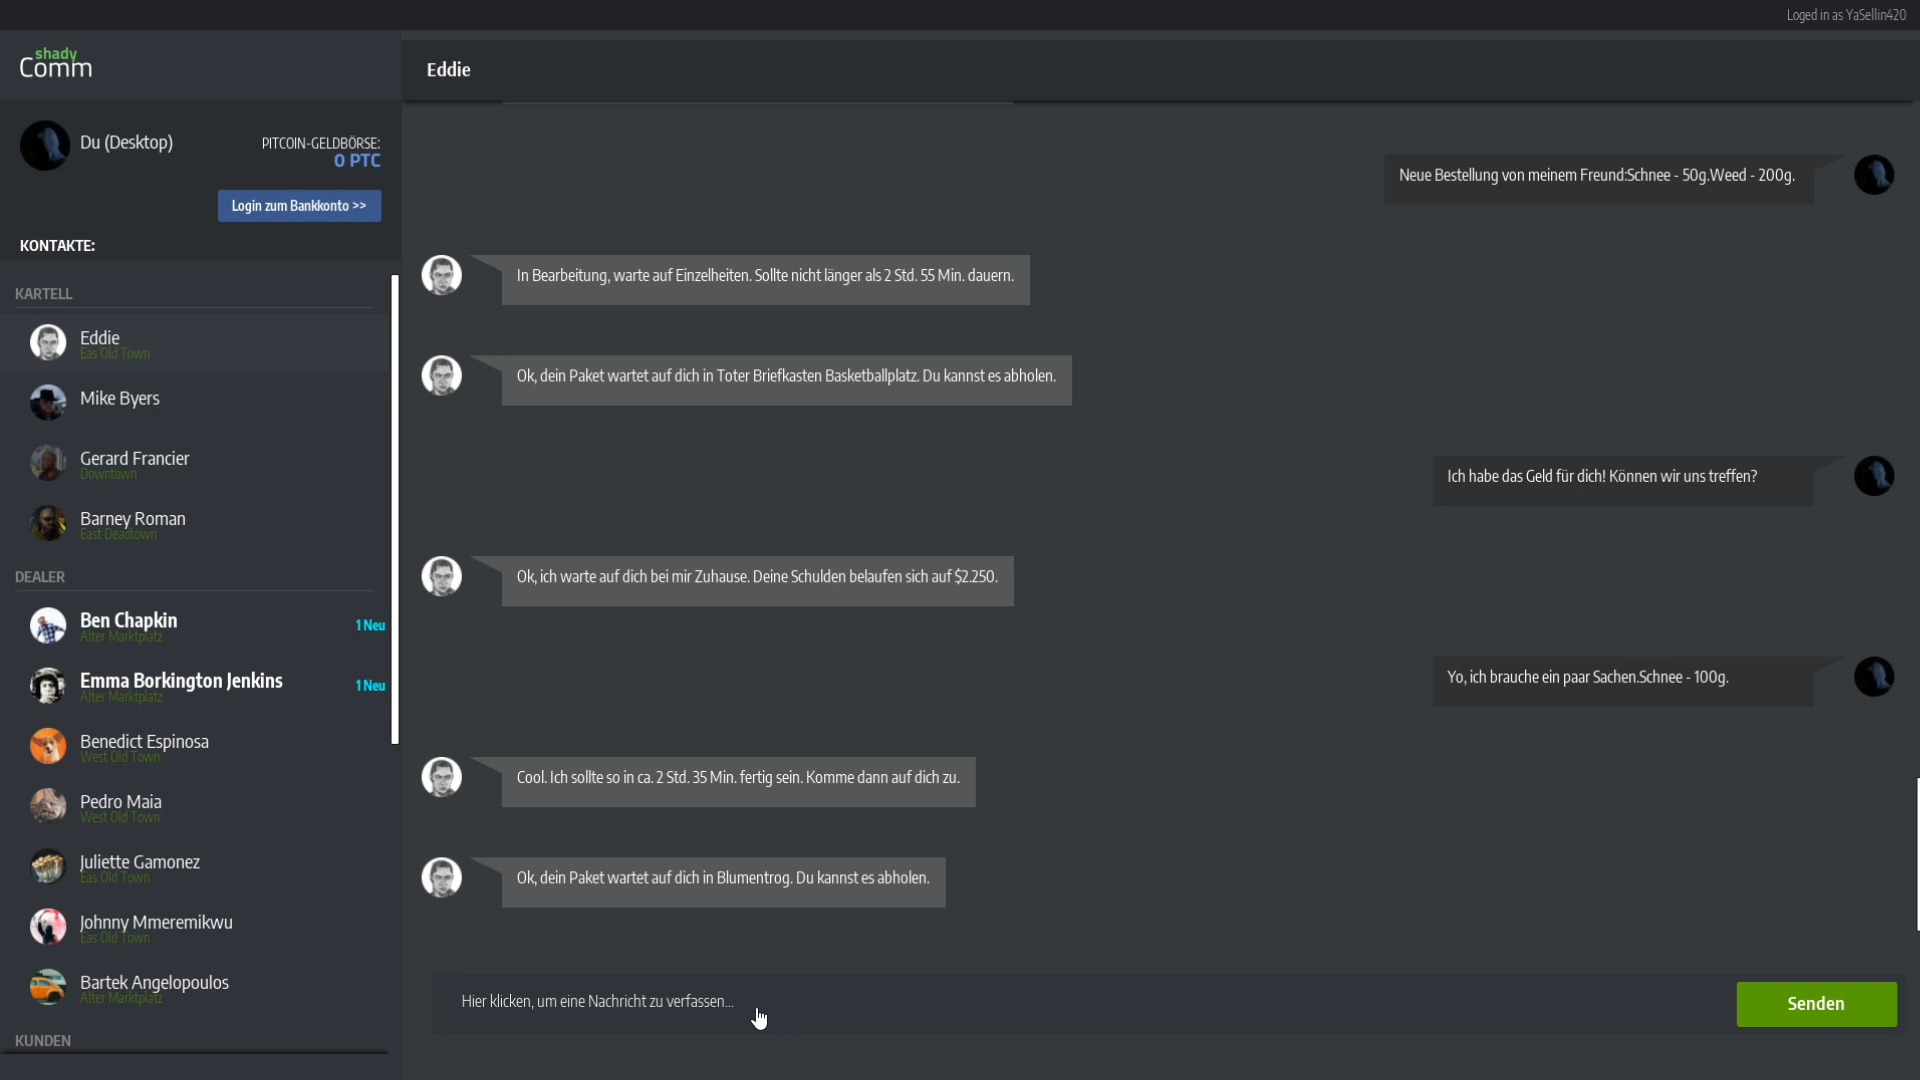 Loged in as YaSellin420
shady
Comm
Du (Desktop)
PITCOIN-GELDBÖRSE:
0 PTC
Login zum Bankkonto >>
KONTAKTE:
KARTELL
Eddie
Eas Old Town
Mike Byers
Gerard Francier
Downtown
Barney Roman
East Deadtown
DEALER
Ben Chapkin
Alter Marktplatz
1 Neu
Emma Borkington Jenkins
Alter Marktplatz
1 Neu
Benedict Espinosa
West Old Town
Pedro Maia
West Old Town
Juliette Gamonez
Eas Old Town
Johnny Mmeremikwu
Eas Old Town
Bartek Angelopoulos
Alter Marktplatz
KUNDEN
Eddie
Neue Bestellung von meinem Freund:Schnee - 50g.Weed - 200g.
In Bearbeitung, warte auf Einzelheiten. Sollte nicht länger als 2 Std. 55 Min. dauern.
Ok, dein Paket wartet auf dich in Toter Briefkasten Basketballplatz. Du kannst es abholen.
Ich habe das Geld für dich! Können wir uns treffen?
Ok, ich warte auf dich bei mir Zuhause. Deine Schulden belaufen sich auf $2.250.
Yo, ich brauche ein paar Sachen.Schnee - 100g.
Cool. Ich sollte so in ca. 2 Std. 35 Min. fertig sein. Komme dann auf dich zu.
Ok, dein Paket wartet auf dich in Blumentrog. Du kannst es abholen.
Hier klicken, um eine Nachricht zu verfassen...
Senden